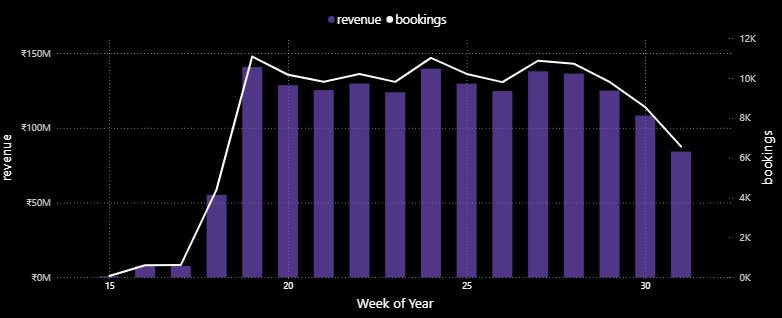 revenue bookings
12K
₹150M
10K
8K
₹100M
6K
₹50M
4K
2K
₹0M
0K
15 20 25 30
revenue
bookings
Week of Year